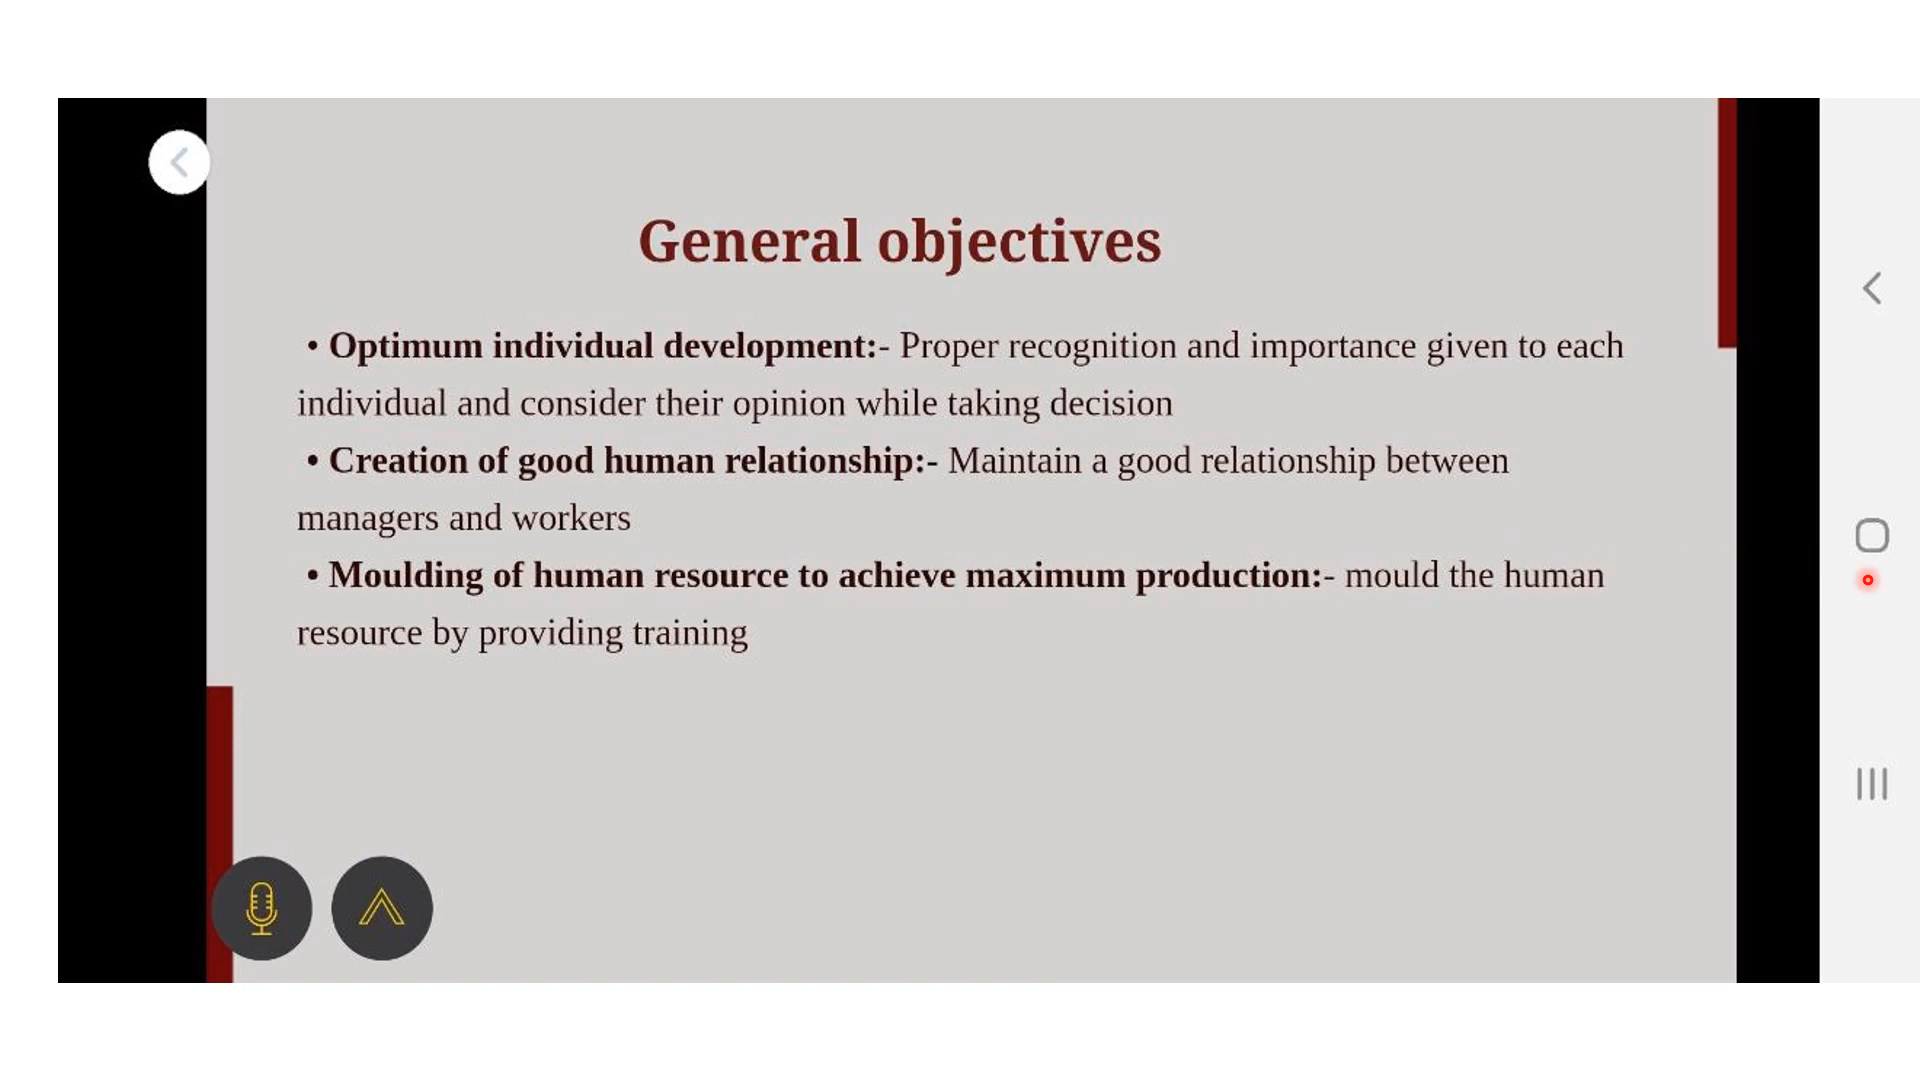 General objectives
• Optimum individual development:- Proper recognition and importance given to each
individual and consider their opinion while taking decision
• Creation of good human relationship:- Maintain a good relationship between
managers and workers
• Moulding of human resource to achieve maximum production:- mould the human
resource by providing training